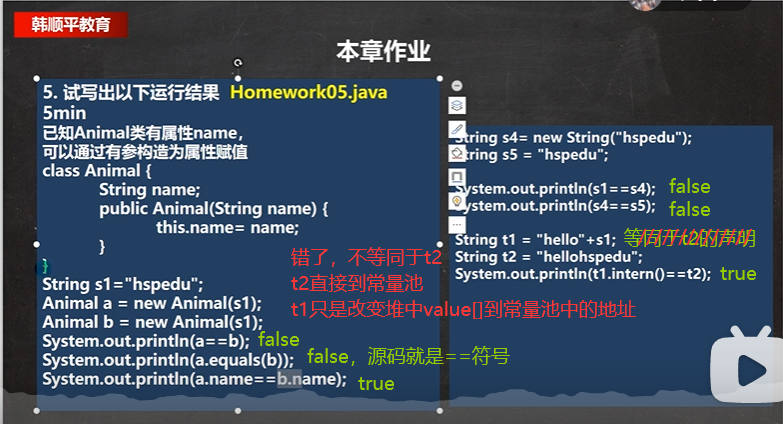 韩顺平教育
本章作业
5. 试写出以下运行结果 Homework05.java
5min
已知Animal类有属性name，
可以通过有参构造为属性赋值
class Animal {
String name;
public Animal(String name) {
this.name= name;
}
}
String s1="hspedu";
Animal a = new Animal(s1);
Animal b = new Animal(s1);
System.out.println(a==b); false
System.out.println(a.equals(b)); false，源码就是==符号
System.out.println(a.name==b.name); true
错了，不等同于t2
t2直接到常量池
t1只是改变堆中value[]到常量池中的地址
String s4= new String("hspedu");
String s5 = "hspedu";
System.out.println(s1==s4); false
System.out.println(s4==s5); false
String t1 = "hello"+s1; 等同于t2的声明
String t2 = "hellohspedu";
System.out.println(t1.intern()==t2); true